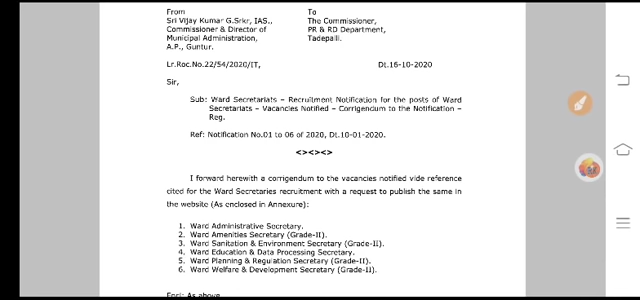 From
Sri Vijay Kumar G.Srkr, IAS.,
Commissioner & Director of
Municipal Administration,
A.P., Guntur.
To
The Commissioner,
PR & RD Department,
Tadepalli.
Lr.Roc.No.22/54/2020/IT,
Dt.16-10-2020
Sir,
Sub: Ward Secretariats – Recruitment Notification for the posts of Ward
Secretariats – Vacancies Notified – Corrigendum to the Notification –
Reg.
Ref: Notification No.01 to 06 of 2020, Dt.10-01-2020.
<><><>
I forward herewith a corrigendum to the vacancies notified vide reference
cited for the Ward Secretaries recruitment with a request to publish the same in
the website (As enclosed in Annexure):
1. Ward Administrative Secretary.
2. Ward Amenities Secretary (Grade-II).
3. Ward Sanitation & Environment Secretary (Grade-II).
4. Ward Education & Data Processing Secretary.
5. Ward Planning & Regulation Secretary (Grade-II).
6. Ward Welfare & Development Secretary (Grade-II).
Encl: As above